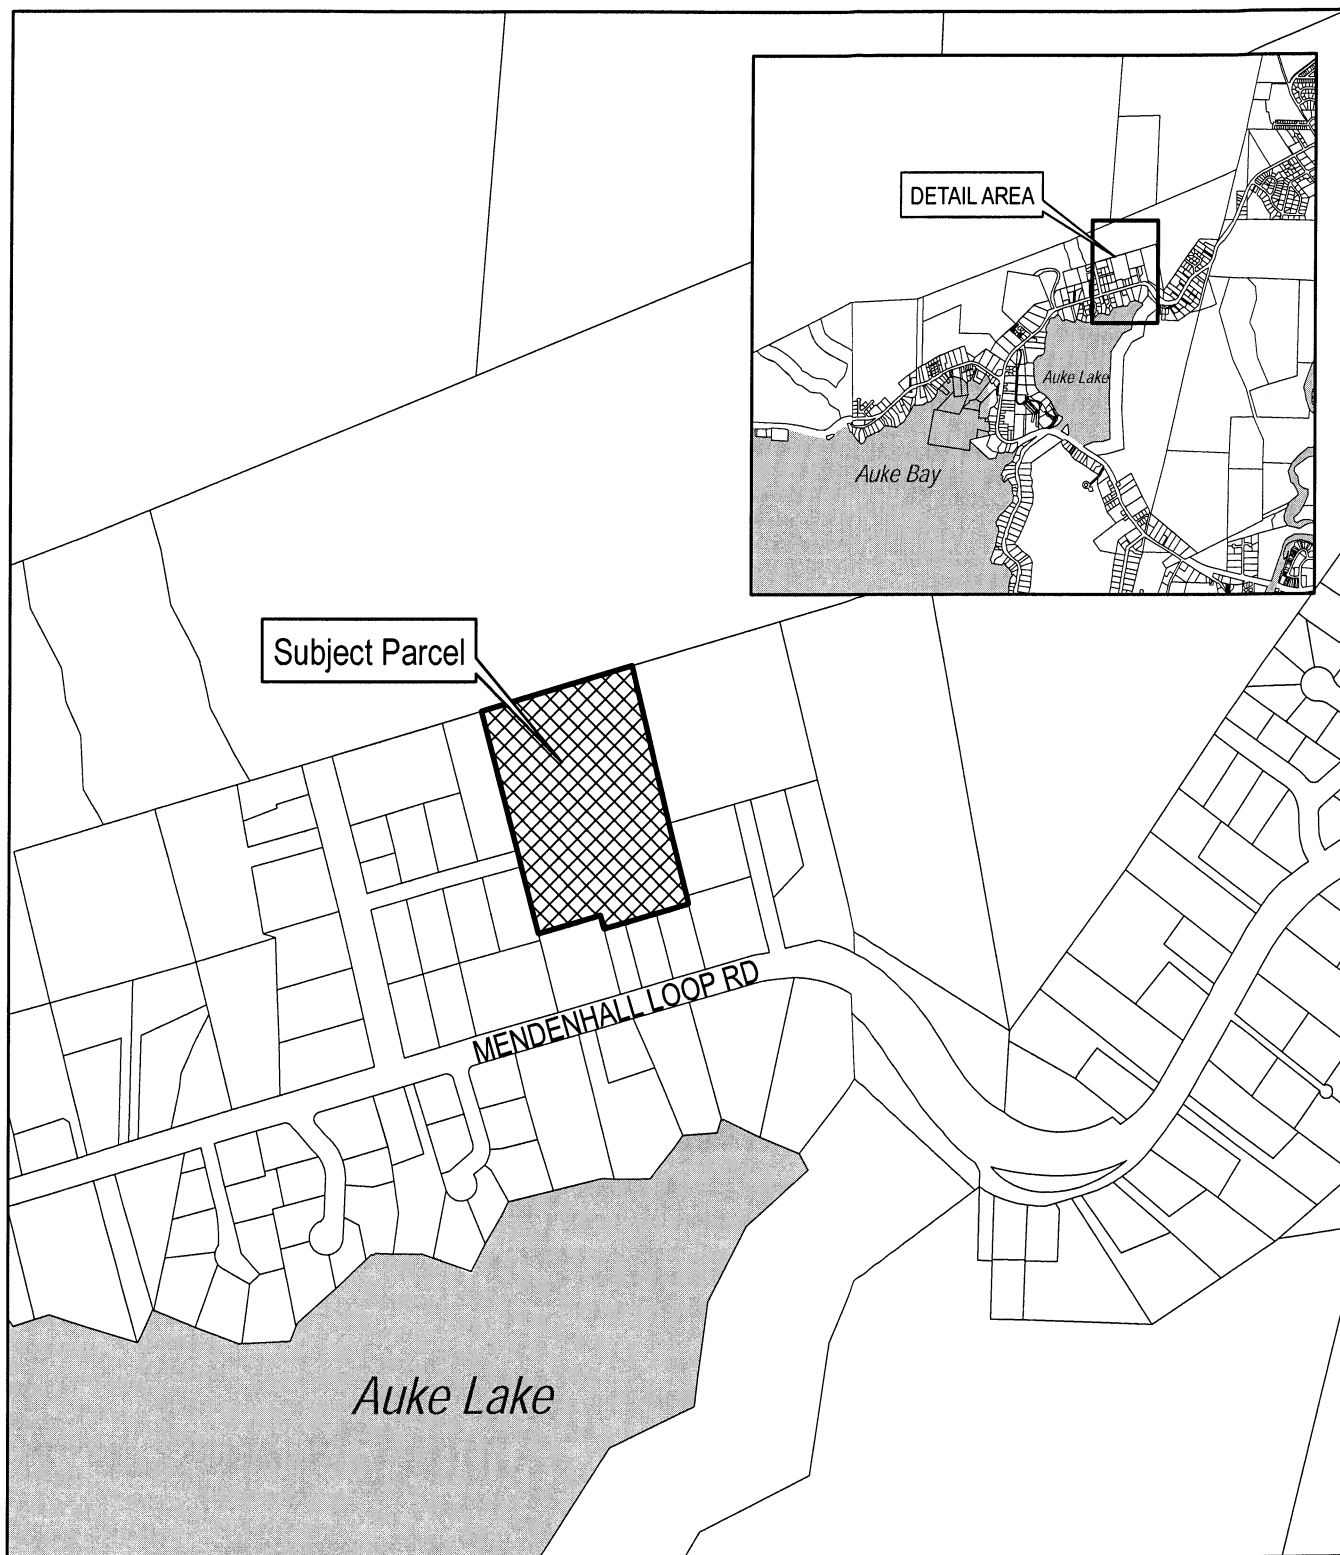 DETAIL AREA
Auke Lake
Auke Bay
Subject Parcel
MENDENHALL LOOP RD
Auke Lake